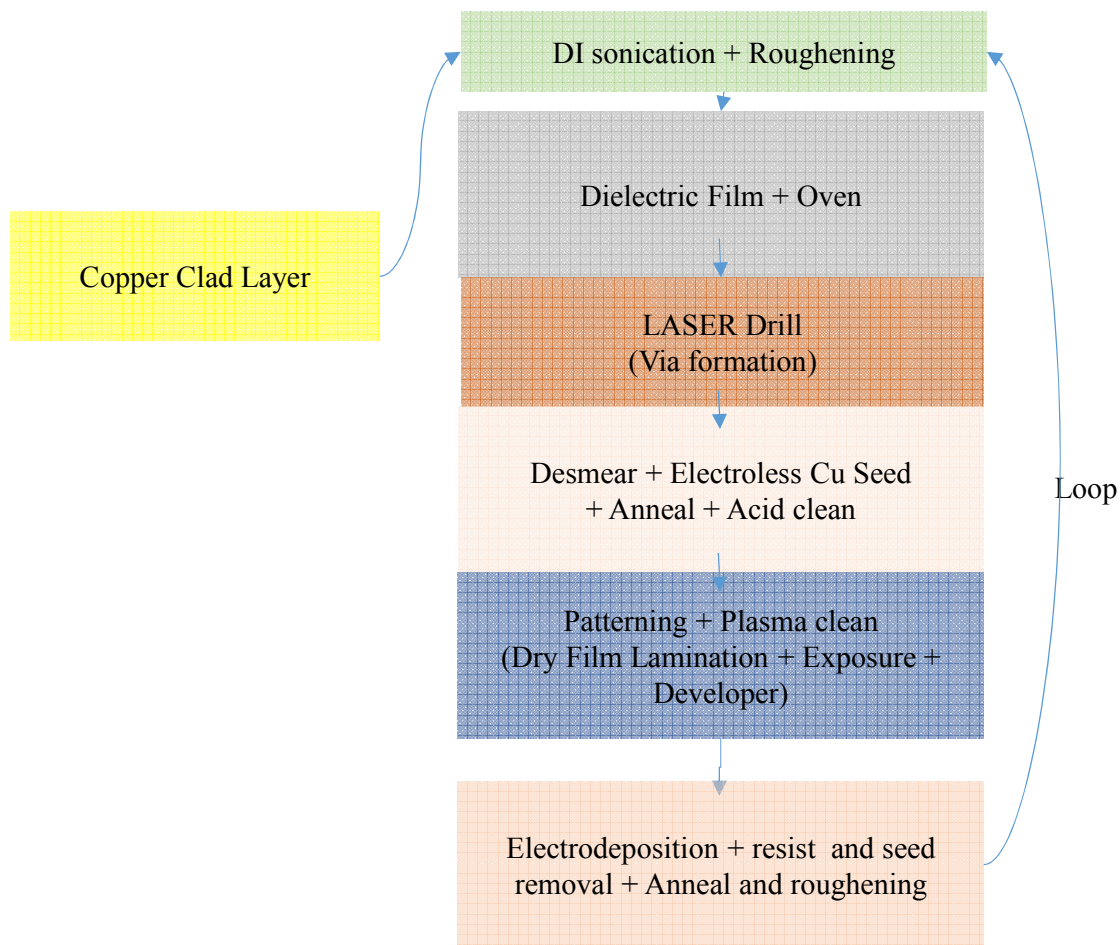 DI sonication + Roughening
Dielectric Film + Oven
Copper Clad Layer
LASER Drill
(Via formation)
Desmear + Electroless Cu Seed
+ Anneal + Acid clean
Loop
Patterning + Plasma clean
(Dry Film Lamination + Exposure +
Developer)
Electrodeposition + resist and seed
removal + Anneal and roughening